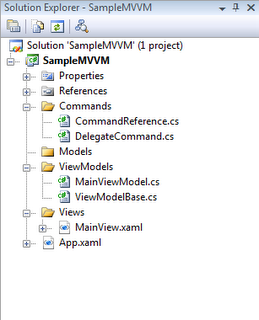 Solution Explorer - SampleMVVM
Solution 'SampleMVVM' (1 project)
SampleMVVM
Properties
References
Commands
CommandReference.cs
DelegateCommand.cs
Models
ViewModels
MainViewModel.cs
ViewModelBase.cs
Views
MainView.xaml
App.xaml